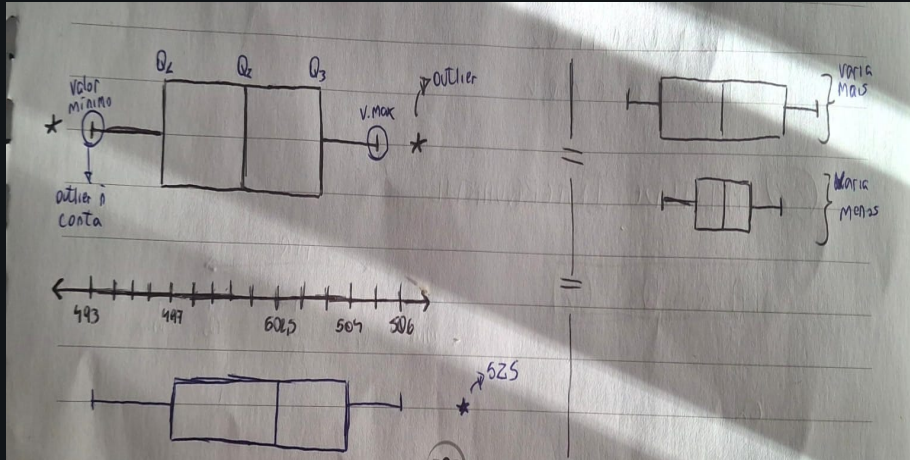 Q1 Q2 Q3
outlier
valor
mínimo
V.max
outlier ñ
conta
varia
mais
varia
menos
493 497 501,5 504 506
525